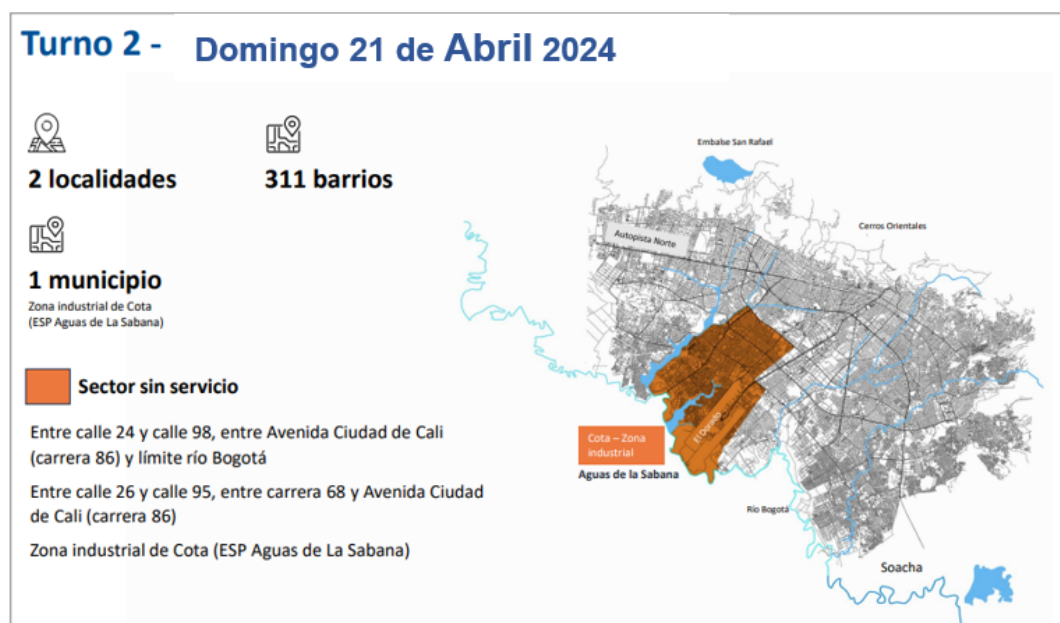 Turno 2 - Domingo 21 de Abril 2024
2 localidades
311 barrios
1 municipio
Zona industrial de Cota
(ESP Aguas de La Sabana)
Sector sin servicio
Entre calle 24 y calle 98, entre Avenida Ciudad de Cali
(carrera 86) y límite río Bogotá
Entre calle 26 y calle 95, entre carrera 68 y Avenida Ciudad
de Cali (carrera 86)
Zona industrial de Cota (ESP Aguas de La Sabana)
Embalse San Rafael
Cerros Orientales
Autopista Norte
El Dorado
Cota – Zona
industrial
Aguas de la Sabana
Río Bogotá
Soacha